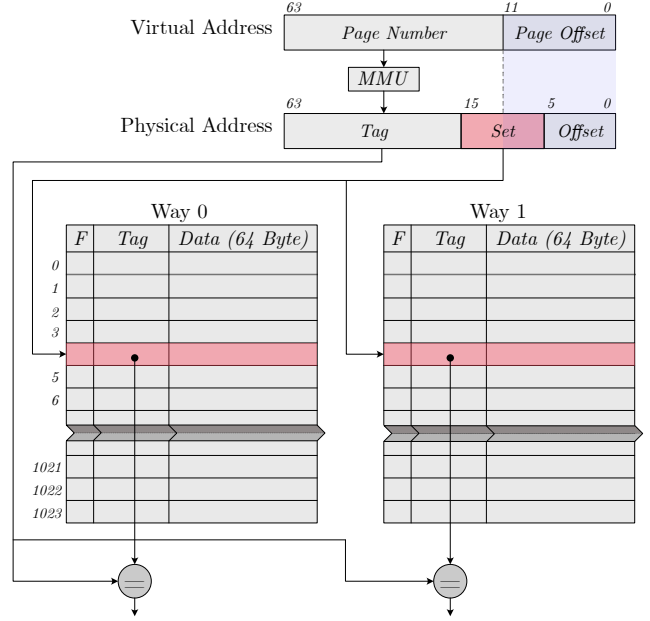 63 11 0
Virtual Address Page Number Page Offset
MMU
63 15 5 0
Physical Address Tag Set Offset
Way 0 Way 1
F Tag Data (64 Byte) F Tag Data (64 Byte)
0
1
2
3
5
6
1021
1022
1023
= =